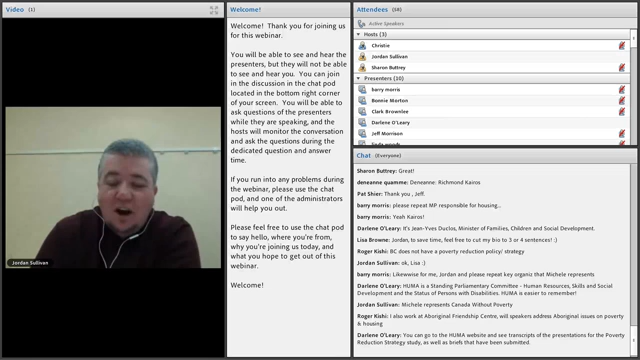 Video (1)
Jordan Sullivan
Welcome!
Welcome! Thank you for joining us
for this webinar.
You will be able to see and hear the
presenters, but they will not be able
to see and hear you. You can join
in the discussion in the chat pod
located in the bottom right corner
of your screen. You will be able to
ask questions of the presenters
while they are speaking, and the
hosts will monitor the conversation
and ask the questions during the
dedicated question and answer
time.
If you run into any problems during
the webinar, please use the chat
pod, and one of the administrators
will help you out.
Please feel free to use the chat pod
to say hello, where you're from,
why you're joining us today, and
what you hope to get out of this
webinar.
Welcome!
Attendees (58)
Active Speakers
Hosts (3)
Christie
Jordan Sullivan
Sharon Buttrey
Presenters (10)
barry morris
Bonnie Morton
Clark Brownlee
Darlene O'Leary
Jeff Morrison
Chat (Everyone)
Sharon Buttrey: Great!
deneanne quamme: Deneanne: Richmond Kairos
Pat Shier: Thank you , Jeff.
barry morris: please repeat MP responsible for housing...
barry morris: Yeah Kairos!
Darlene O'Leary: It's Jean-Yves Duclos, Minister of Families, Children and Social Development.
Lisa Browne: Jordan, to save time, feel free to cut my bio to 3 or 4 sentences! :)
Roger Kishi: BC does not have a poverty reduction policy/ strategy
Jordan Sullivan: ok, Lisa :)
barry morris: Likewwise for me, Jordan and please repeat key organiz that Michele represents
Darlene O'Leary: HUMA is a Standing Parliamentary Committee - Human Resources, Skills and Social
Development and the Status of Persons with Disabilities. HUMA is easier to remember!
Jordan Sullivan: Michele represents Canada Without Poverty
Roger Kishi: I also work at Aboriginal Friendship Centre, will speakers address Aboriginal issues on poverty
& housing
Darlene O'Leary: You can go to the HUMA website and see transcripts of the presentations for the Poverty
Reduction Strategy study, as well as briefs that have been submitted.